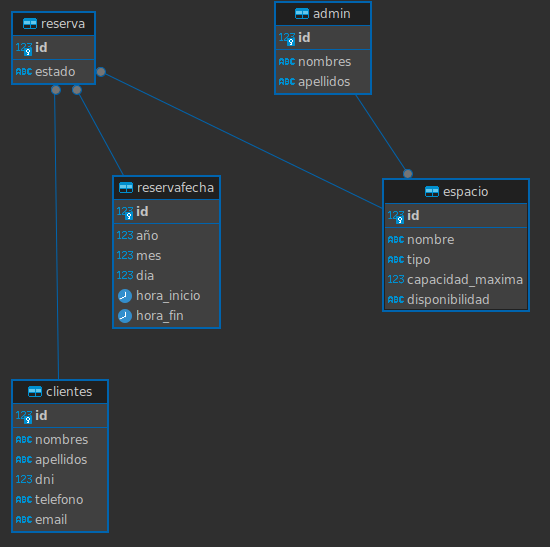 reserva
123 id
ABC estado
admin
123 id
ABC nombres
ABC apellidos
reservafecha
123 id
123 año
123 mes
123 dia
hora_inicio
hora_fin
espacio
123 id
ABC nombre
ABC tipo
123 capacidad_maxima
ABC disponibilidad
clientes
123 id
ABC nombres
ABC apellidos
123 dni
ABC telefono
ABC email